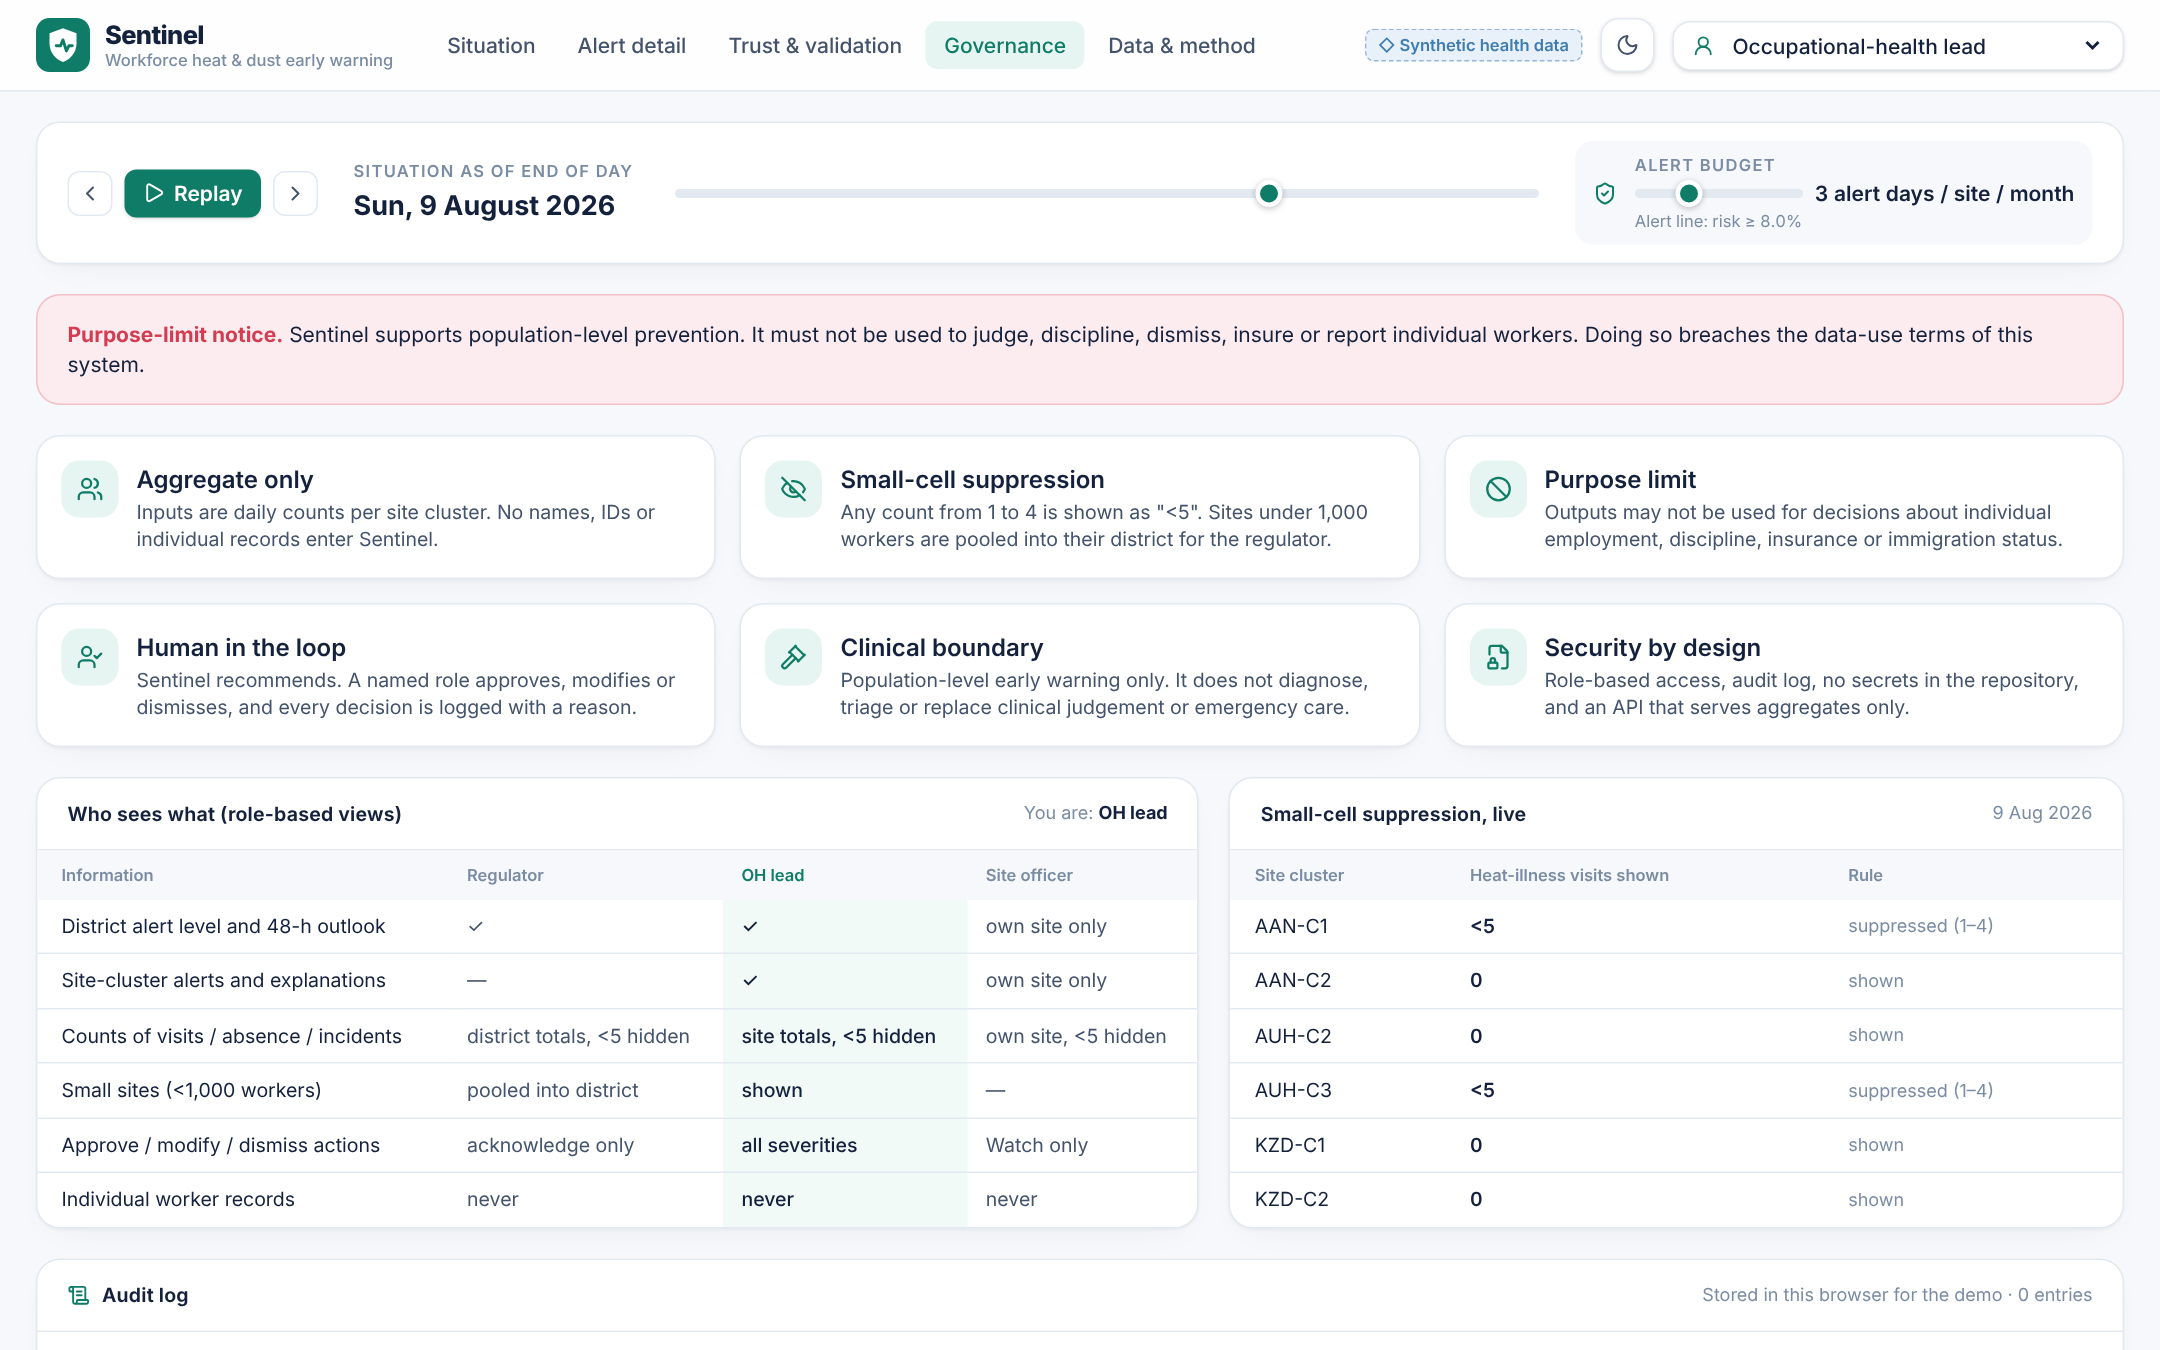 Sentinel
Workforce heat & dust early warning
Situation
Alert detail
Trust & validation
Governance
Data & method
Synthetic health data
Occupational-health lead
Replay
SITUATION AS OF END OF DAY
Sun, 9 August 2026
ALERT BUDGET
3 alert days / site / month
Alert line: risk ≥ 8.0%
Purpose-limit notice. Sentinel supports population-level prevention. It must not be used to judge, discipline, dismiss, insure or report individual workers. Doing so breaches the data-use terms of this
system.
Aggregate only
Inputs are daily counts per site cluster. No names, IDs or
individual records enter Sentinel.
Small-cell suppression
Any count from 1 to 4 is shown as "<5". Sites under 1,000
workers are pooled into their district for the regulator.
Purpose limit
Outputs may not be used for decisions about individual
employment, discipline, insurance or immigration status.
Human in the loop
Sentinel recommends. A named role approves, modifies or
dismisses, and every decision is logged with a reason.
Clinical boundary
Population-level early warning only. It does not diagnose,
triage or replace clinical judgement or emergency care.
Security by design
Role-based access, audit log, no secrets in the repository,
and an API that serves aggregates only.
Who sees what (role-based views)
You are: OH lead
Information Regulator OH lead Site officer
District alert level and 48-h outlook ✓ ✓ own site only
Site-cluster alerts and explanations — ✓ own site only
Counts of visits / absence / incidents district totals, <5 hidden site totals, <5 hidden own site, <5 hidden
Small sites (<1,000 workers) pooled into district shown —
Approve / modify / dismiss actions acknowledge only all severities Watch only
Individual worker records never never never
Small-cell suppression, live
9 Aug 2026
Site cluster Heat-illness visits shown Rule
AAN-C1 <5 suppressed (1–4)
AAN-C2 0 shown
AUH-C2 0 shown
AUH-C3 <5 suppressed (1–4)
KZD-C1 0 shown
KZD-C2 0 shown
Audit log
Stored in this browser for the demo · 0 entries